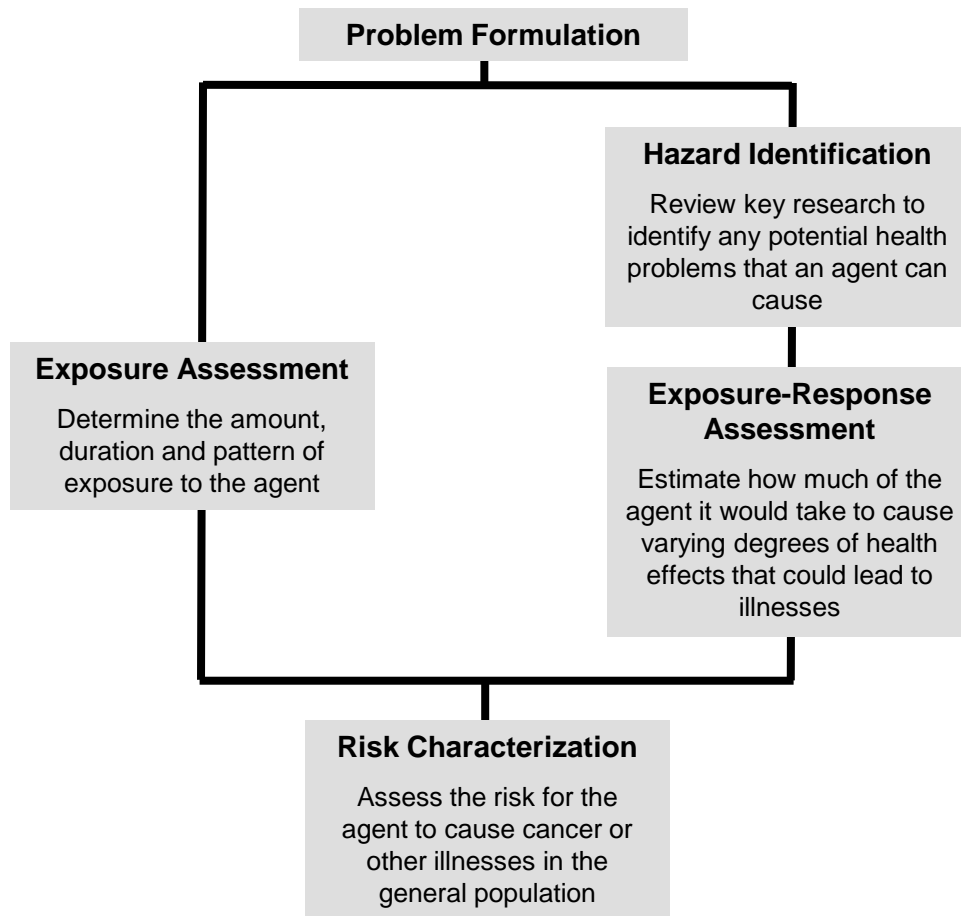 Problem Formulation
Hazard Identification
Review key research to
identify any potential health
problems that an agent can
cause
Exposure Assessment
Determine the amount,
duration and pattern of
exposure to the agent
Exposure-Response
Assessment
Estimate how much of the
agent it would take to cause
varying degrees of health
effects that could lead to
illnesses
Risk Characterization
Assess the risk for the
agent to cause cancer or
other illnesses in the
general population